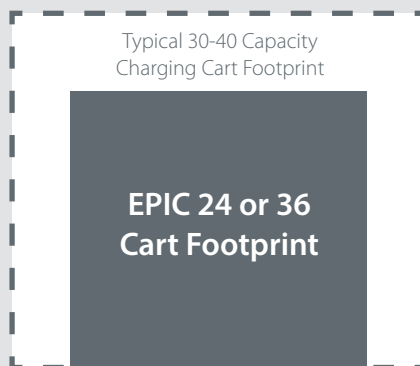 Typical 30-40 Capacity
Charging Cart Footprint
EPIC 24 or 36
Cart Footprint